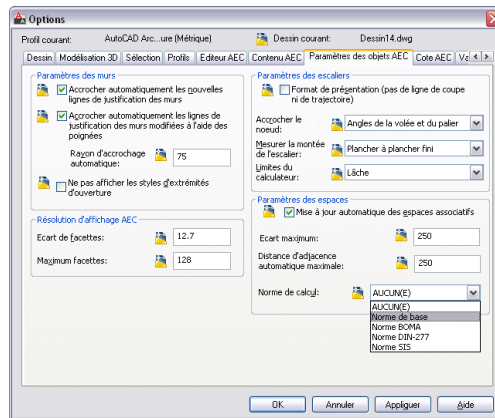 Options
Profil courant: AutoCAD Arc...ure (Métrique) Dessin courant: Dessin14.dwg
Dessin Modélisation 3D Sélection Profils Editeur AEC Contenu AEC Paramètres des objets AEC Cote AEC
Paramètres des murs
Accrocher automatiquement les nouvelles
lignes de justification des murs
Accrocher automatiquement les lignes de
justification des murs modifiées à l'aide des
poignées
Rayon d'accrochage
automatique: 75
Ne pas afficher les styles d'extrémités
d'ouverture
Résolution d'affichage AEC
Ecart de facettes: 12.7
Maximum facettes: 128
Paramètres des escaliers
Format de présentation (pas de ligne de coupe
ni de trajectoire)
Accrocher le
noeud: Angles de la volée et du palier
Mesurer la montée
de l'escalier: Plancher à plancher fini
Limites du
calculateur: Lâche
Paramètres des espaces
Mise à jour automatique des espaces associatifs
Ecart maximum: 250
Distance d'adjacence
automatique maximale: 250
Norme de calcul: AUCUN(E)
AUCUN(E)
Norme de base
Norme BOMA
Norme DIN-277
Norme SIS
OK Annuler Appliquer Aide